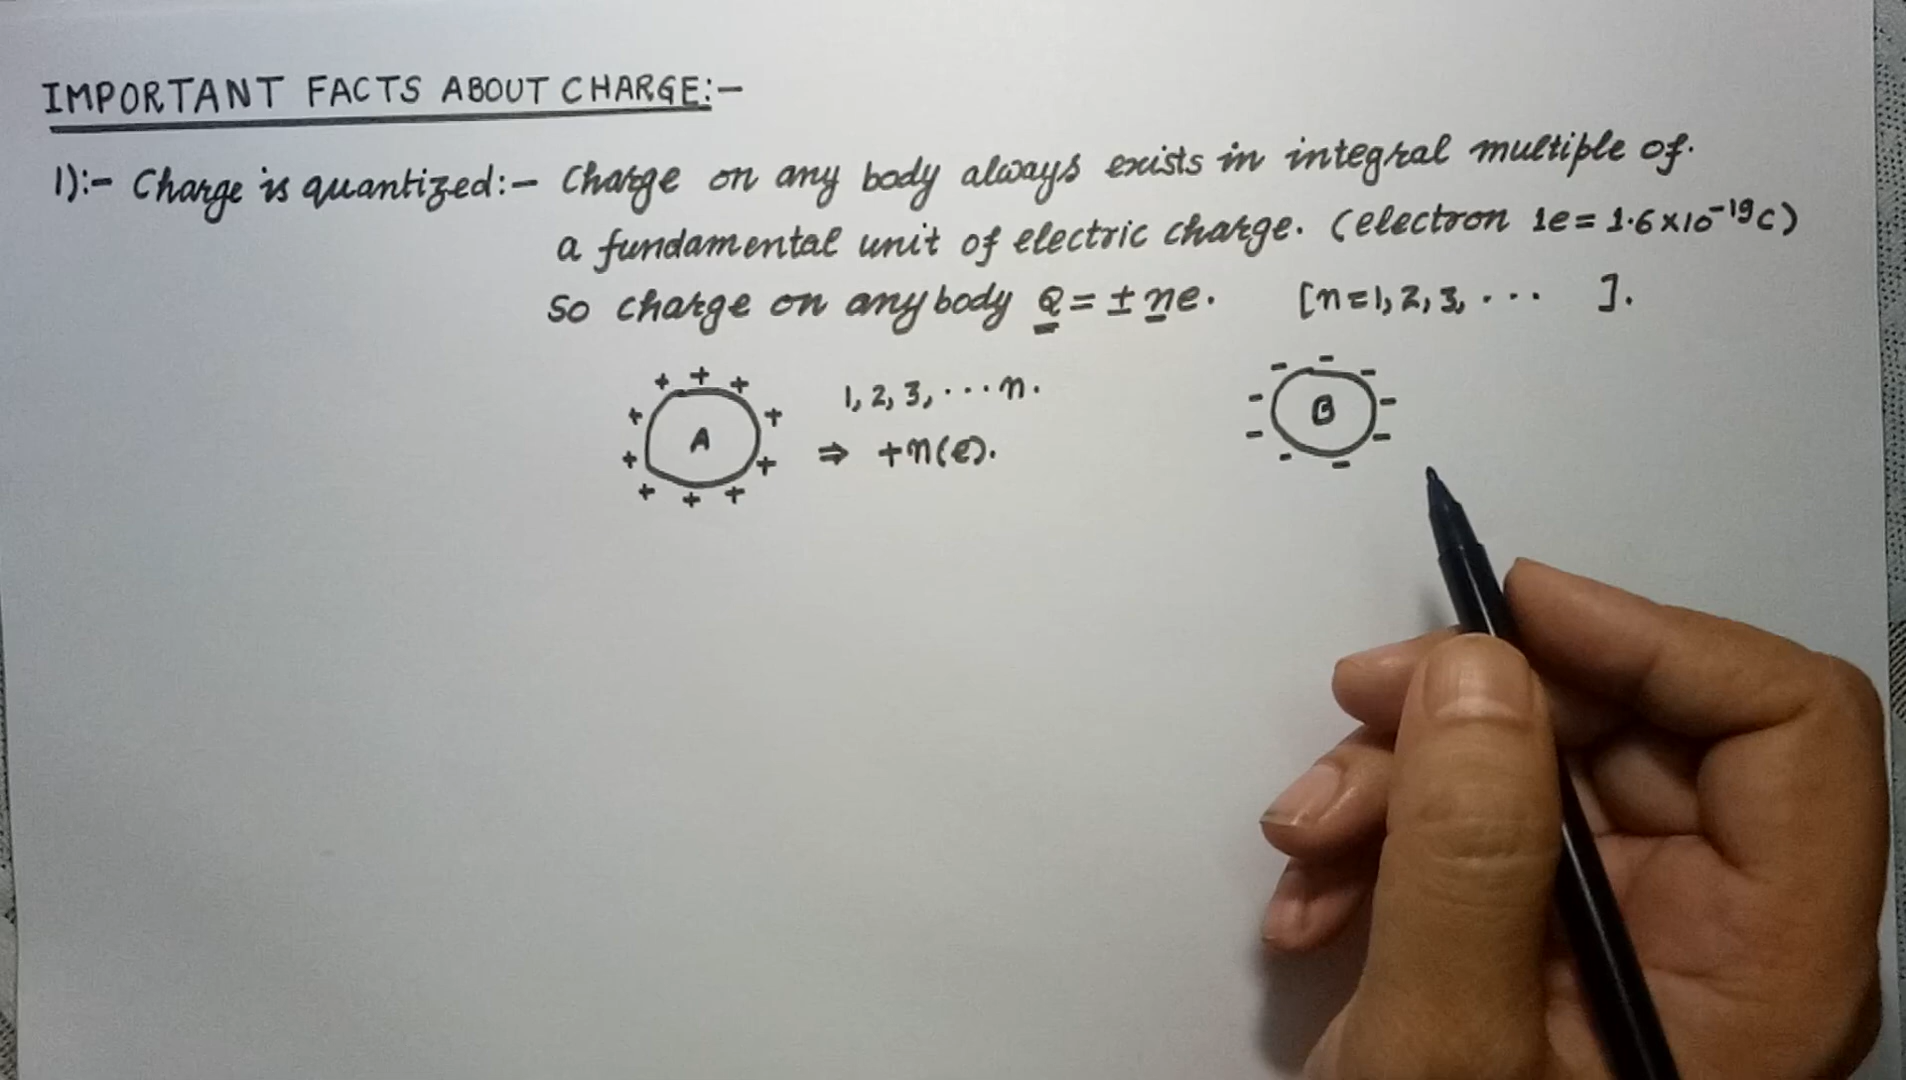 IMPORTANT FACTS ABOUT CHARGE:-
1):- Charge is quantized:- Charge on any body always exists in integral multiple of.
a fundamental unit of electric charge. (electron 1e = 1.6×10⁻¹⁹C)
So charge on any body Q = ± ne. [n=1, 2, 3, ... ].
+ + + + + + + + + + +
A
1, 2, 3, ... n.
⇒ +n(e).
- - - - - - - - -
B